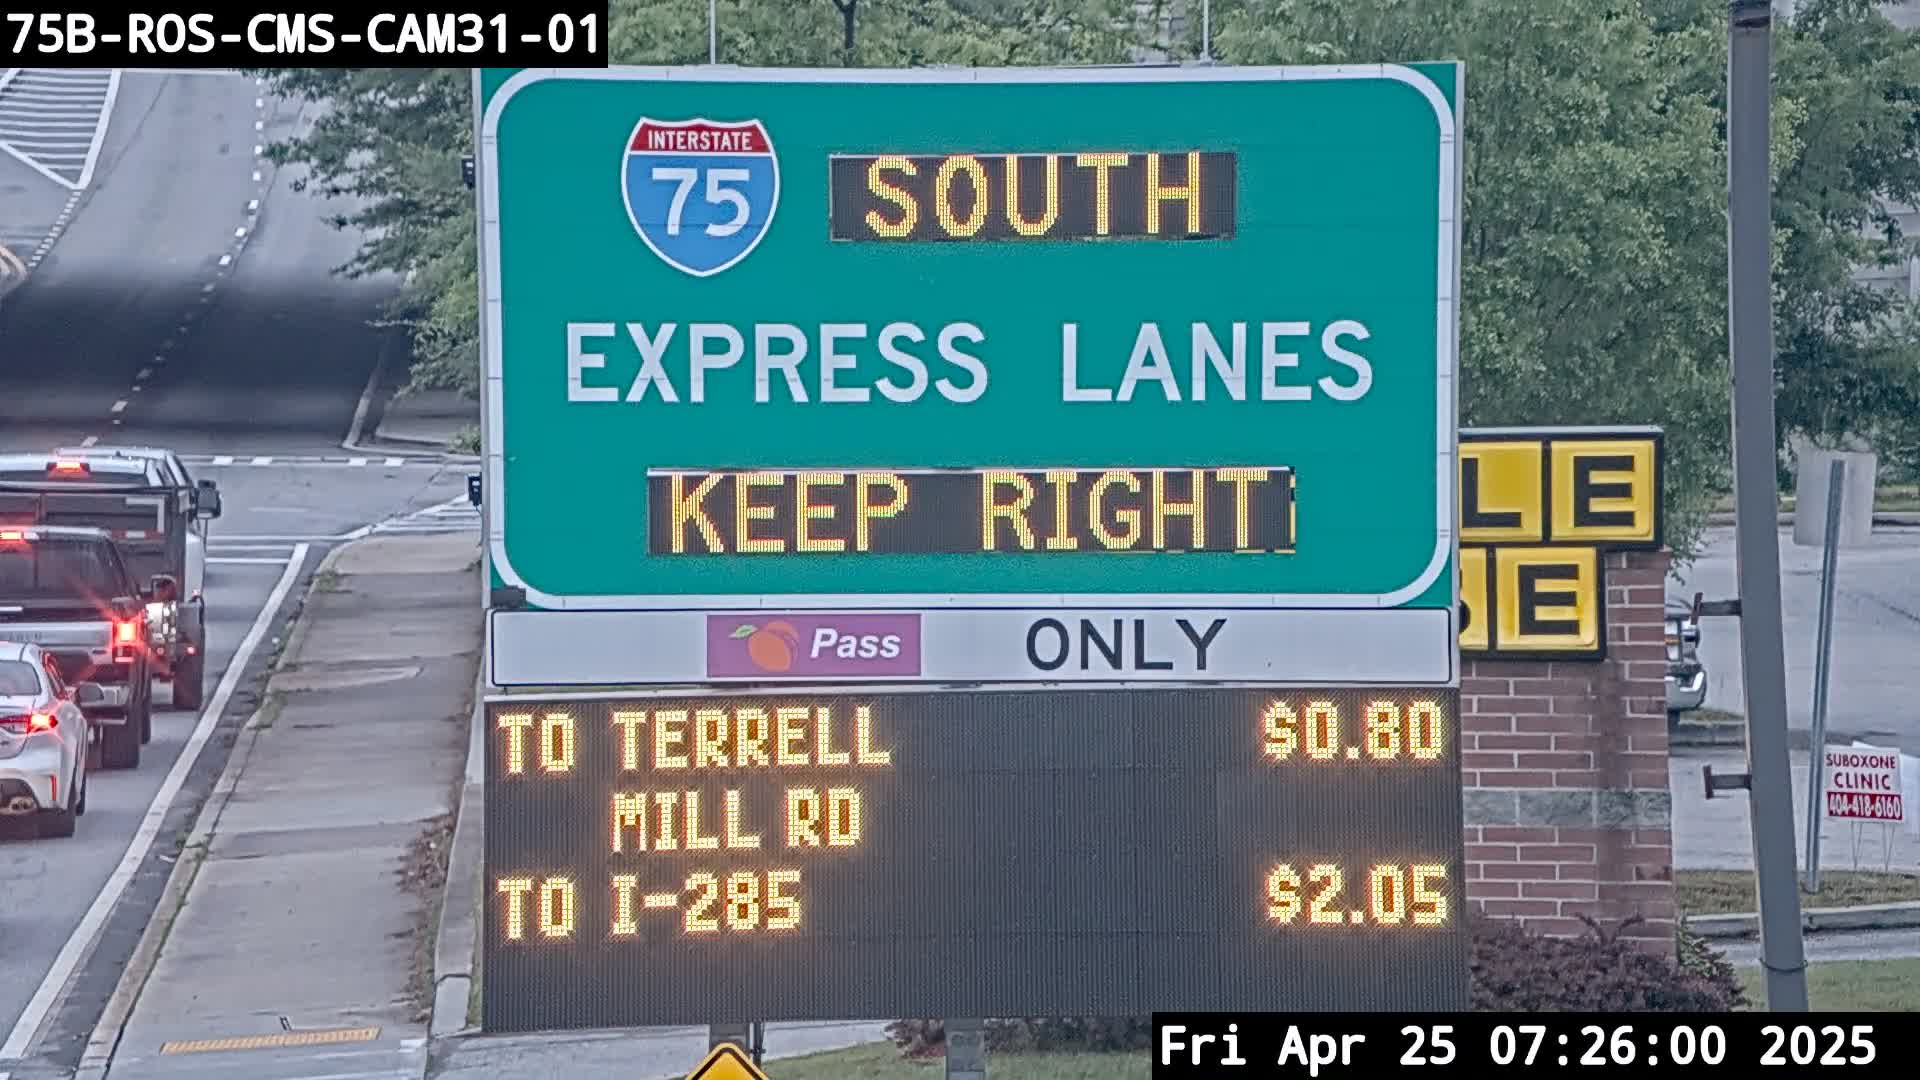 75B-ROS-CMS-CAM31-01
INTERSTATE
75
SOUTH
EXPRESS LANES
KEEP RIGHT
Pass ONLY
TO TERRELL $0.80
MILL RD
TO I-285 $2.05
LE
E
SUBOXONE
CLINIC
404-418-6160
Fri Apr 25 07:26:00 2025